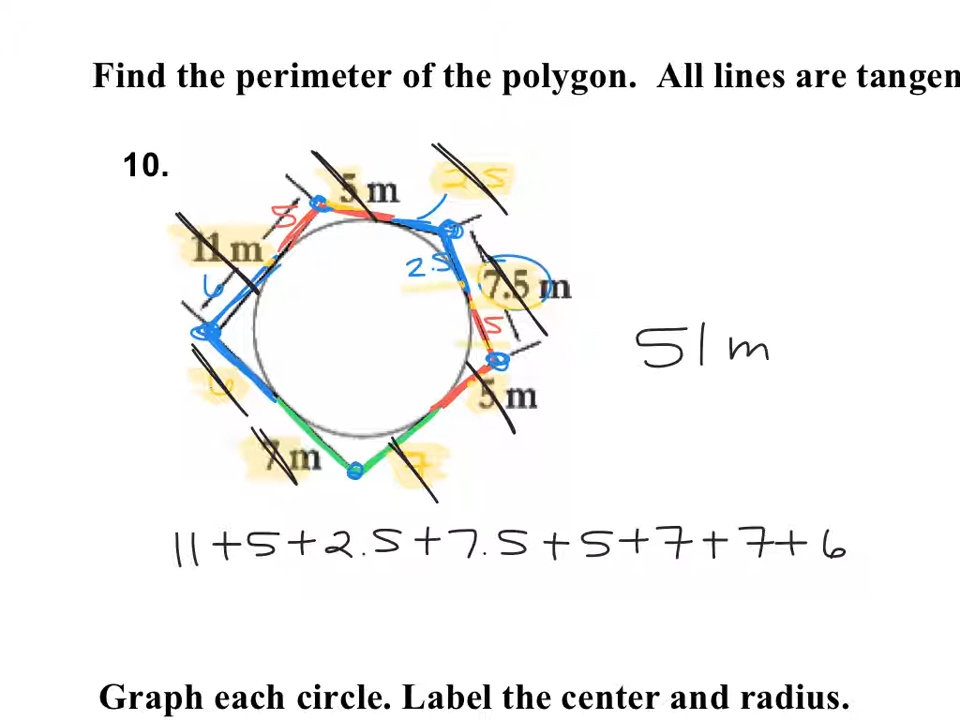 Find the perimeter of the polygon. All lines are tangen
10.
5 m
2.5
5
11 m
6
2.5
7.5 m
5
51 m
6
5 m
7 m
7
11+5+2.5+7.5+5+7+7+6
Graph each circle. Label the center and radius.